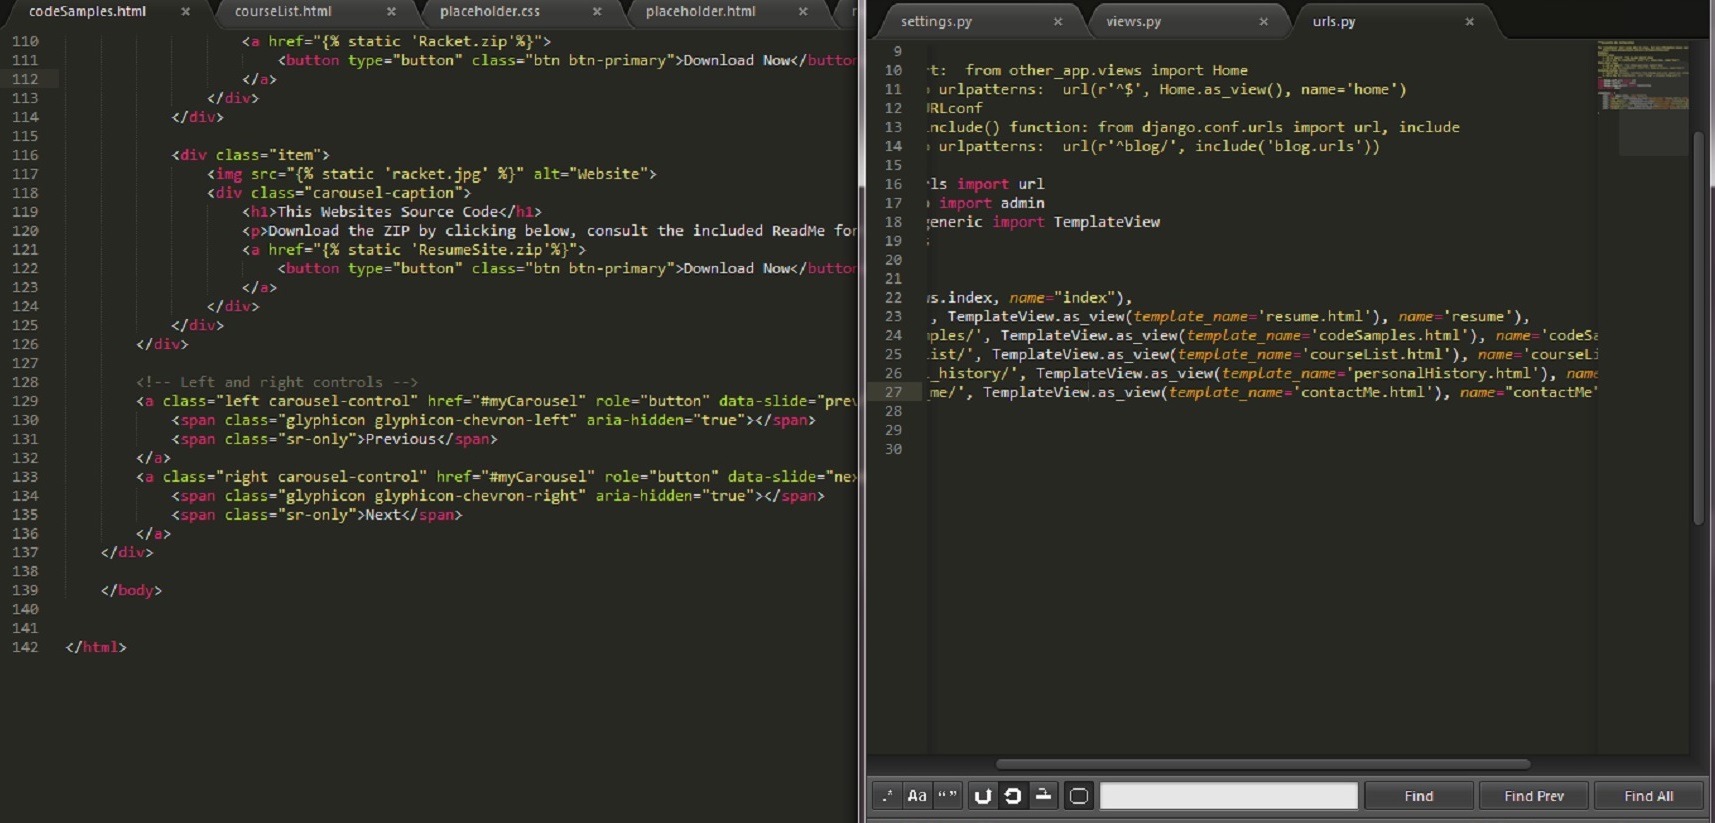 codeSamples.html × courseList.html × placeholder.css × placeholder.html ×
110 <a href="{% static 'Racket.zip'%}">
111 <button type="button" class="btn btn-primary">Download Now</button
112 </a>
113 </div>
114 </div>
115
116 <div class="item">
117 <img src="{% static 'racket.jpg' %}" alt="Website">
118 <div class="carousel-caption">
119 <h1>This Websites Source Code</h1>
120 <p>Download the ZIP by clicking below, consult the included ReadMe for
121 <a href="{% static 'ResumeSite.zip'%}">
122 <button type="button" class="btn btn-primary">Download Now</button
123 </a>
124 </div>
125 </div>
126 </div>
127
128 <!-- Left and right controls -->
129 <a class="left carousel-control" href="#myCarousel" role="button" data-slide="prev
130 <span class="glyphicon glyphicon-chevron-left" aria-hidden="true"></span>
131 <span class="sr-only">Previous</span>
132 </a>
133 <a class="right carousel-control" href="#myCarousel" role="button" data-slide="nex
134 <span class="glyphicon glyphicon-chevron-right" aria-hidden="true"></span>
135 <span class="sr-only">Next</span>
136 </a>
137 </div>
138
139 </body>
140
141
142 </html>
settings.py × views.py × urls.py ×
9
10 rt:  from other_app.views import Home
11 urlpatterns:  url(r'^$', Home.as_view(), name='home')
12 URLconf
13 include() function: from django.conf.urls import url, include
14 urlpatterns:  url(r'^blog/', include('blog.urls'))
15
16 rls import url
17 import admin
18 generic import TemplateView
19 s
20
21
22 ws.index, name="index"),
23 , TemplateView.as_view(template_name='resume.html'), name='resume'),
24 mples/', TemplateView.as_view(template_name='codeSamples.html'), name='codeSa
25 ist/', TemplateView.as_view(template_name='courseList.html'), name='courseLi
26 _history/', TemplateView.as_view(template_name='personalHistory.html'), name
27 _me/', TemplateView.as_view(template_name='contactMe.html'), name="contactMe"
28
29
30
.* Aa “” Find Find Prev Find All